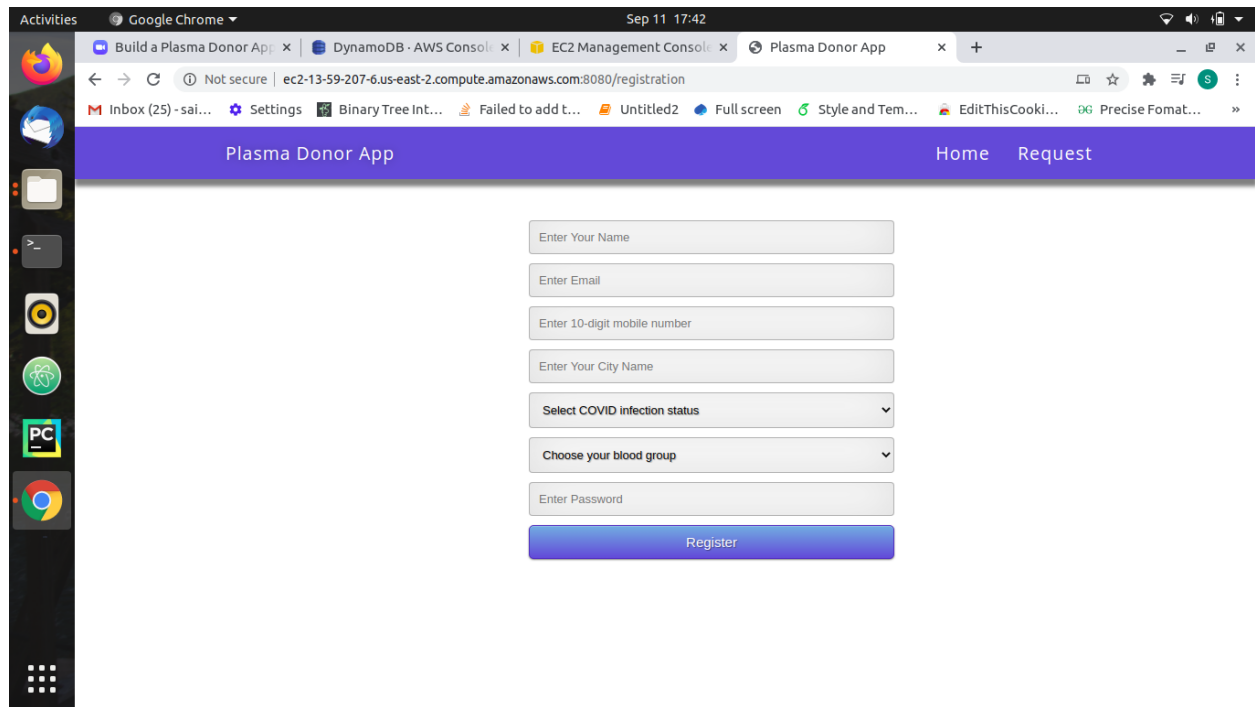 Activities Google Chrome Sep 11 17:42
Build a Plasma Donor App DynamoDB · AWS Console EC2 Management Console Plasma Donor App
Not secure ec2-13-59-207-6.us-east-2.compute.amazonaws.com:8080/registration S
Inbox (25) - sai... Settings Binary Tree Int... Failed to add t... Untitled2 Full screen Style and Tem... EditThisCooki... GG Precise Fomat... »
Plasma Donor App Home Request
Enter Your Name
Enter Email
Enter 10-digit mobile number
Enter Your City Name
Select COVID infection status
Choose your blood group
PC
Enter Password
Register